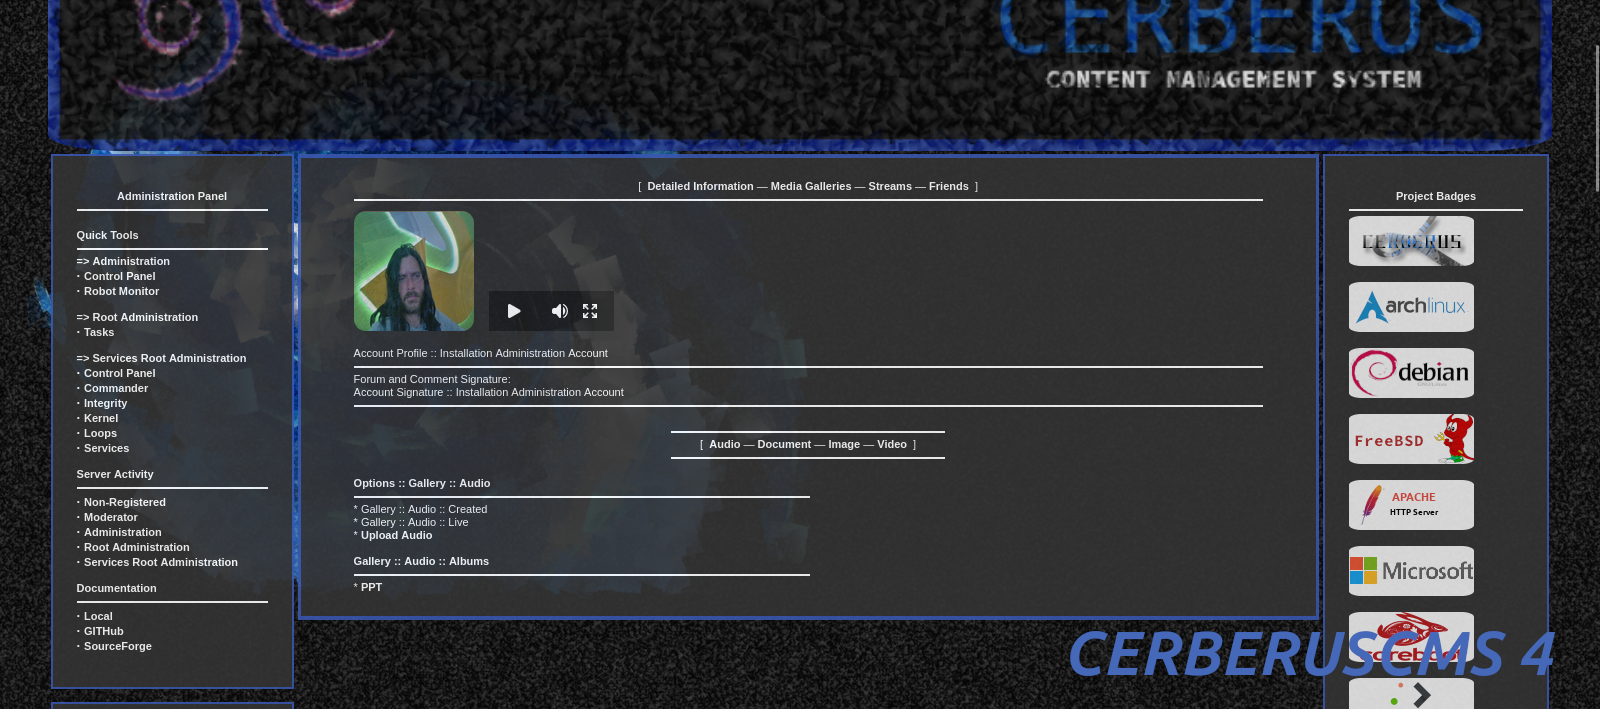 CERBERUS
CONTENT MANAGEMENT SYSTEM
Administration Panel
Quick Tools
=> Administration
· Control Panel
· Robot Monitor
=> Root Administration
· Tasks
=> Services Root Administration
· Control Panel
· Commander
· Integrity
· Kernel
· Loops
· Services
Server Activity
· Non-Registered
· Moderator
· Administration
· Root Administration
· Services Root Administration
Documentation
· Local
· GITHub
· SourceForge
[ Detailed Information — Media Galleries — Streams — Friends ]
Account Profile :: Installation Administration Account
Forum and Comment Signature:
Account Signature :: Installation Administration Account
[ Audio — Document — Image — Video ]
Options :: Gallery :: Audio
* Gallery :: Audio :: Created
* Gallery :: Audio :: Live
* Upload Audio
Gallery :: Audio :: Albums
* PPT
Project Badges
CERBERUS
archlinux
debian
FreeBSD
APACHE
HTTP Server
Microsoft
CERBERUSCMS 4